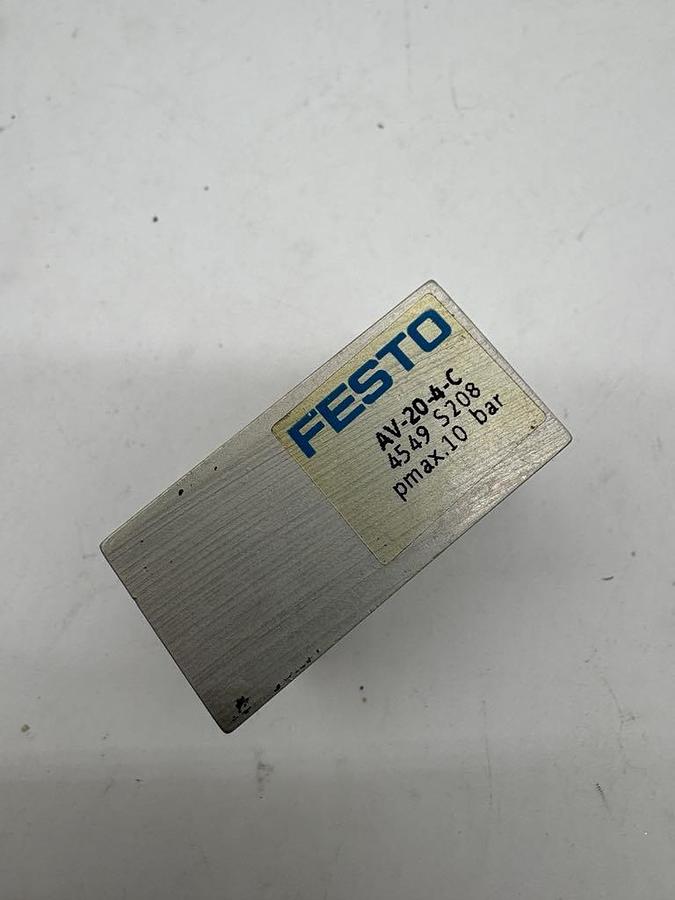 FESTO
AV-20-4-C
4549 S208
pmax.10 bar